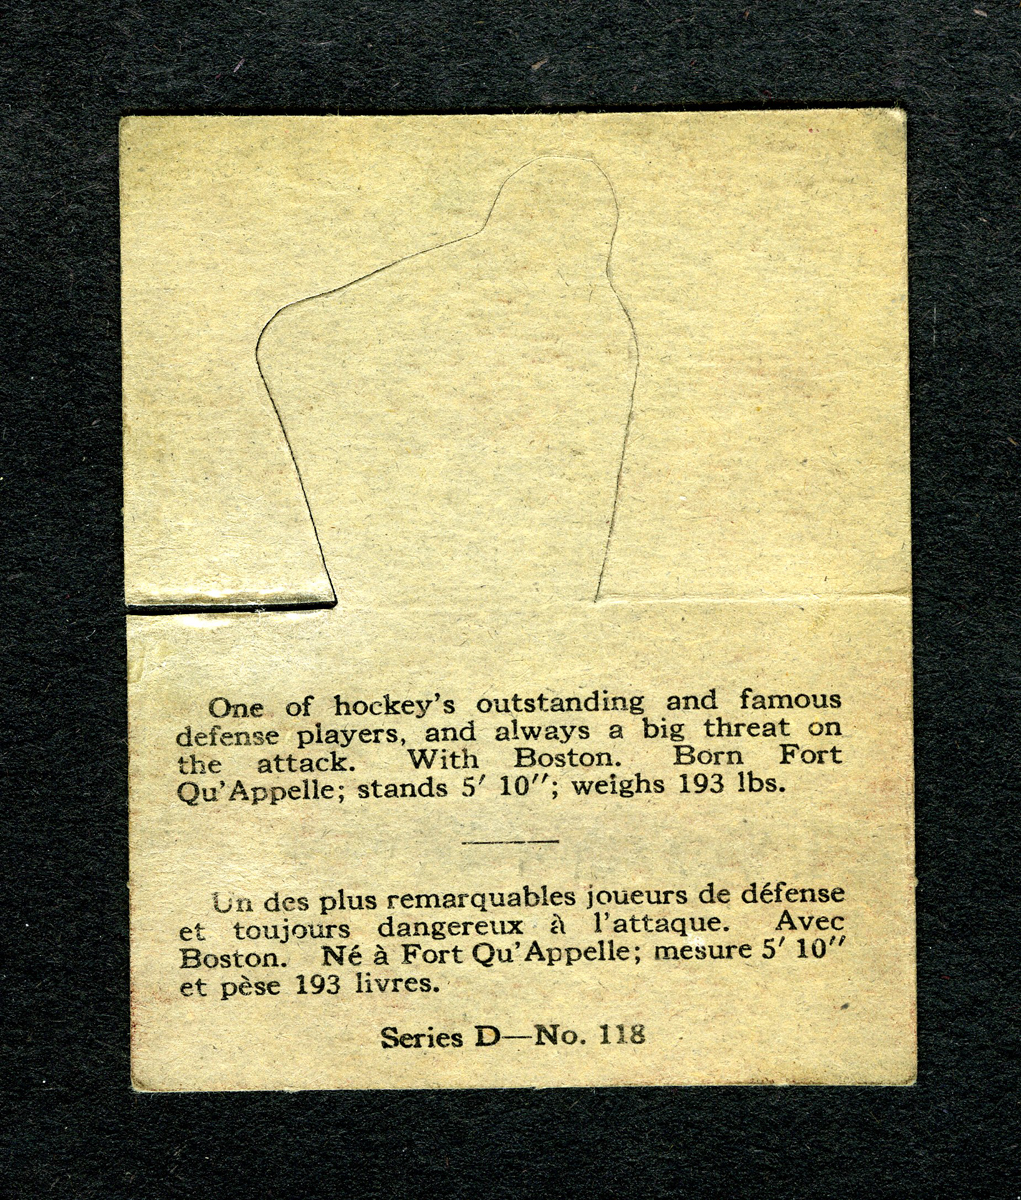 One of hockey's outstanding and famous
defense players, and always a big threat on
the attack. With Boston. Born Fort
Qu'Appelle; stands 5′ 10″; weighs 193 lbs.
Un des plus remarquables joueurs de défense
et toujours dangereux à l'attaque. Avec
Boston. Né à Fort Qu'Appelle; mesure 5′ 10″
et pèse 193 livres.
Series D—No. 118